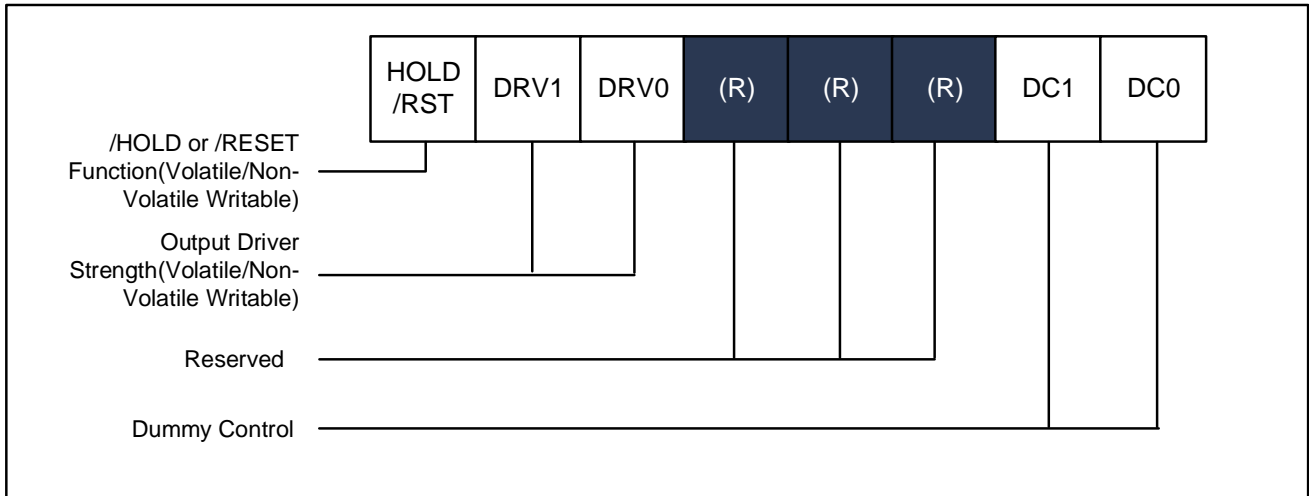 HOLD
/RST
DRV1
DRV0
(R)
(R)
(R)
DC1
DC0
/HOLD or /RESET
Function(Volatile/Non-
Volatile Writable)
Output Driver
Strength(Volatile/Non-
Volatile Writable)
Reserved
Dummy Control